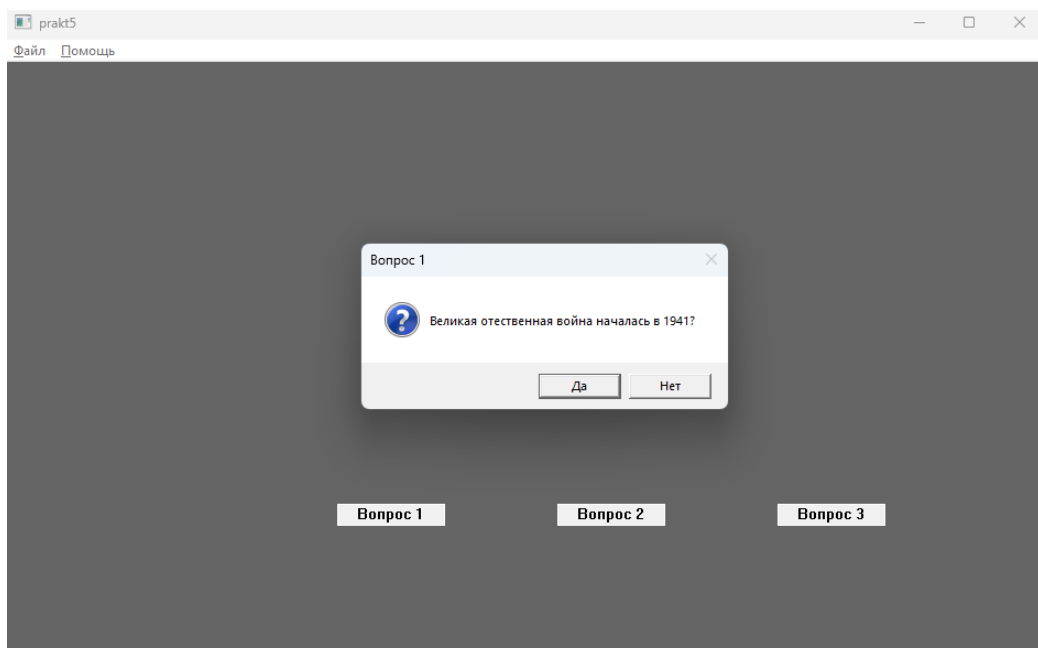 prakt5
Файл Помощь
Вопрос 1
Великая отественная война началась в 1941?
Да Нет
Вопрос 1 Вопрос 2 Вопрос 3